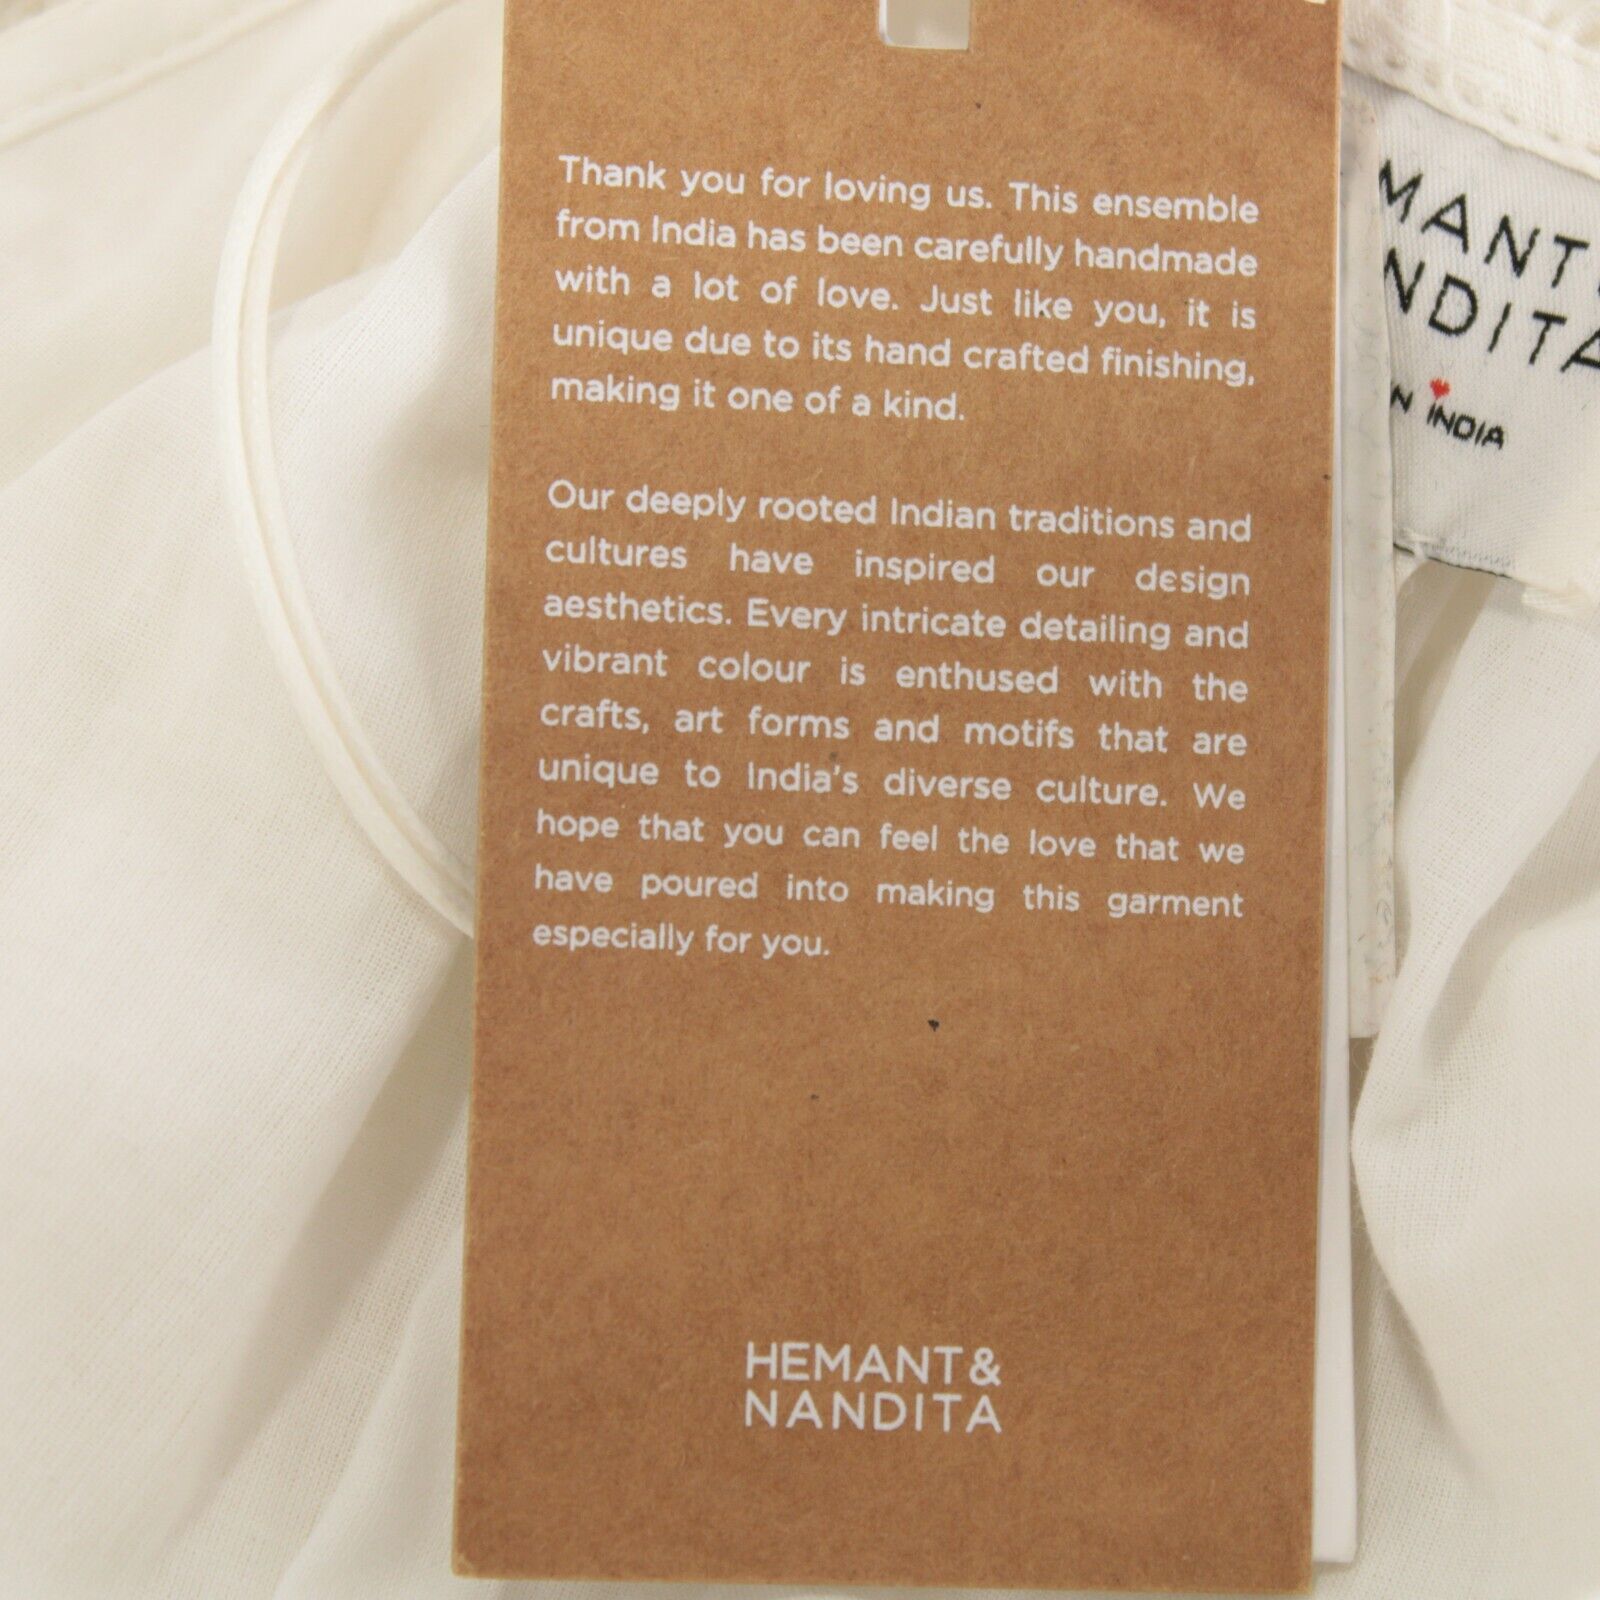 Thank you for loving us. This ensemble
from India has been carefully handmade
with a lot of love. Just like you, it is
unique due to its hand crafted finishing,
making it one of a kind.
Our deeply rooted Indian traditions and
cultures have inspired our design
aesthetics. Every intricate detailing and
vibrant colour is enthused with the
crafts, art forms and motifs that are
unique to India's diverse culture. We
hope that you can feel the love that we
have poured into making this garment
especially for you.
HEMANT &
NANDITA
MANT
NDITA
N INDIA